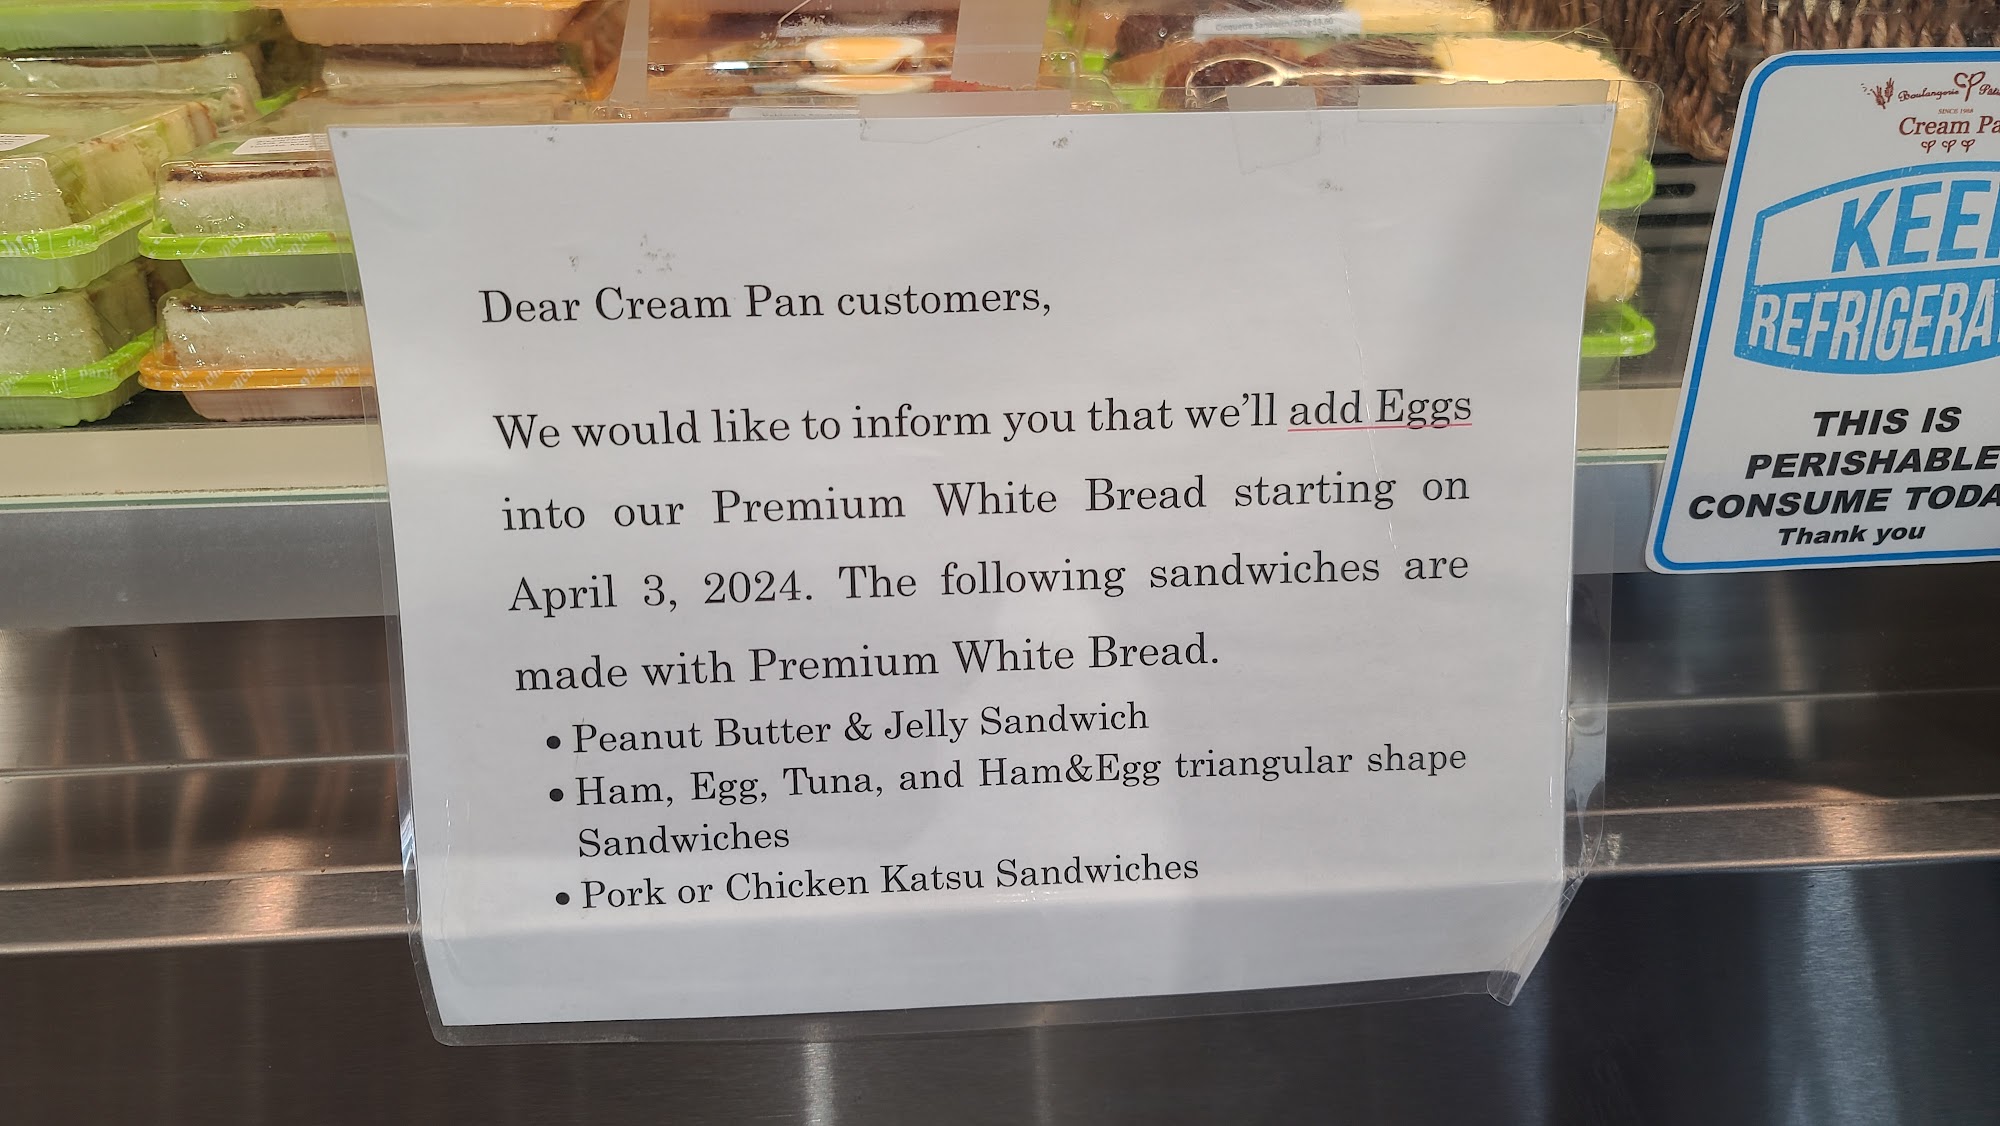 Dear Cream Pan customers,
We would like to inform you that we'll add Eggs
into our Premium White Bread starting on
April 3, 2024. The following sandwiches are
made with Premium White Bread.
• Peanut Butter & Jelly Sandwich
• Ham, Egg, Tuna, and Ham&Egg triangular shape
Sandwiches
• Pork or Chicken Katsu Sandwiches
Boulangerie
SINCE 1968
Cream Pa
KEE
REFRIGERA
THIS IS
PERISHABLE
CONSUME TODA
Thank you